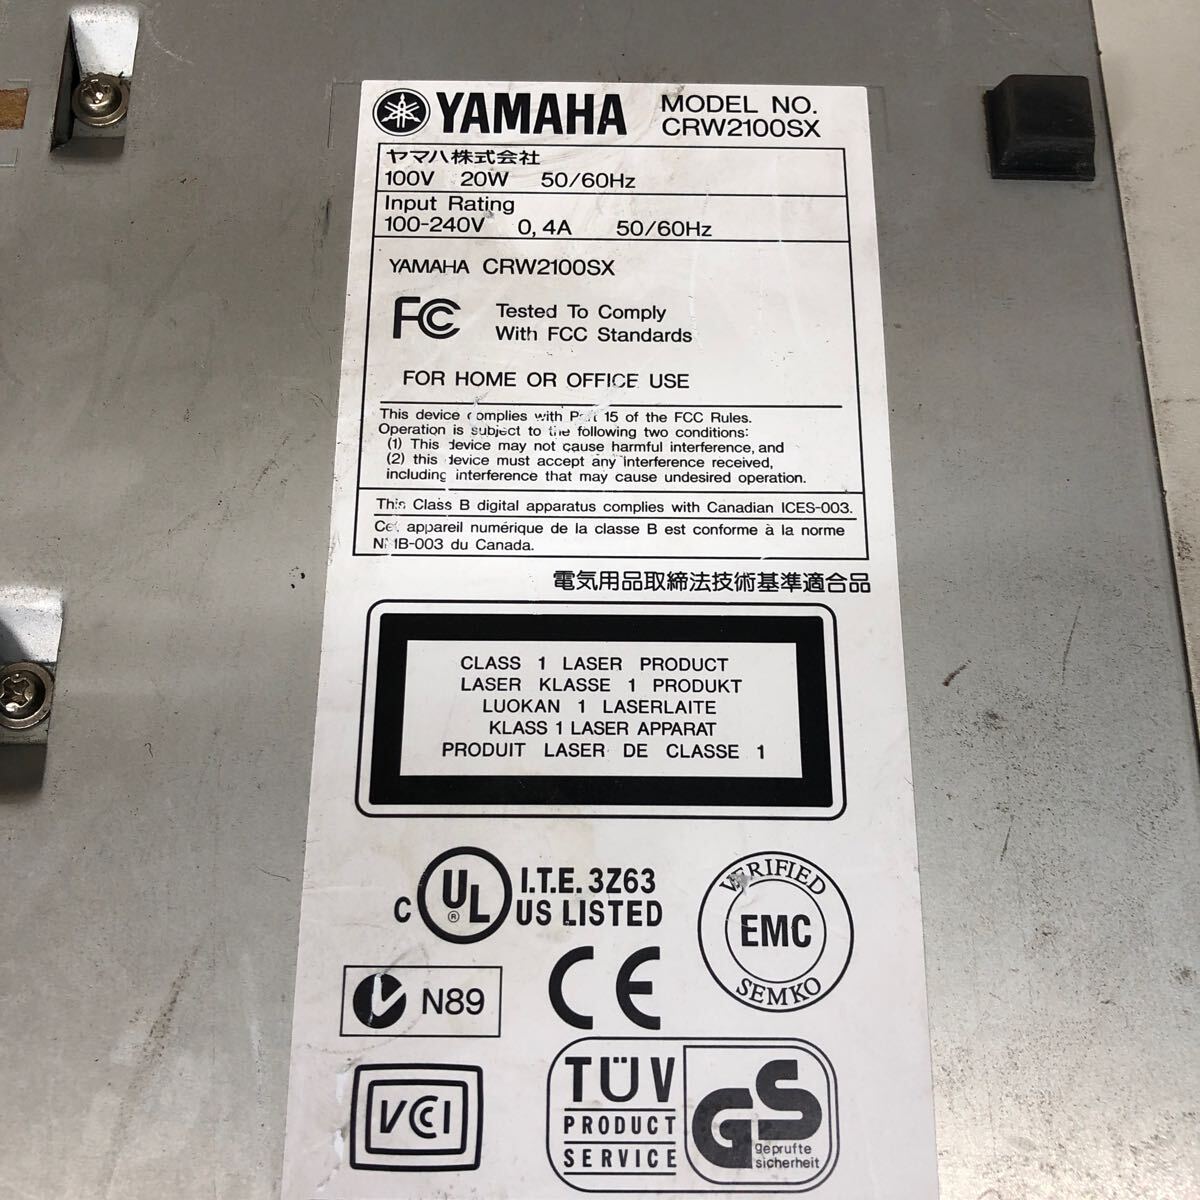 YAMAHA MODEL NO.
CRW2100SX
ヤマハ株式会社
100V 20W 50/60Hz
Input Rating
100-240V 0,4A 50/60Hz
YAMAHA CRW2100SX
FC Tested To Comply
With FCC Standards
FOR HOME OR OFFICE USE
This device complies with Part 15 of the FCC Rules.
Operation is subject to the following two conditions:
(1) This device may not cause harmful interference, and
(2) this device must accept any interference received,
including interference that may cause undesired operation.
This Class B digital apparatus complies with Canadian ICES-003.
Cet appareil numérique de la classe B est conforme à la norme
NMB-003 du Canada.
電気用品取締法技術基準適合品
CLASS 1 LASER PRODUCT
LASER KLASSE 1 PRODUKT
LUOKAN 1 LASERLAITE
KLASS 1 LASER APPARAT
PRODUIT LASER DE CLASSE 1
C UL ® I.T.E. 3Z63
US LISTED
VERIFIED
EMC
SEMKO
N89
CE
VCI
TÜV
PRODUCT
SERVICE
GS
geprufte
sicherheit